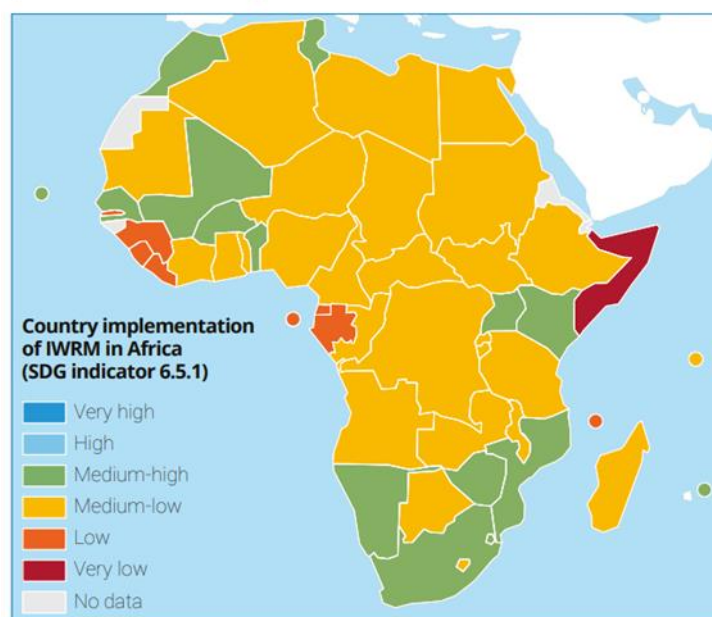 Country implementation
of IWRM in Africa
(SDG indicator 6.5.1)
Very high
High
Medium-high
Medium-low
Low
Very low
No data